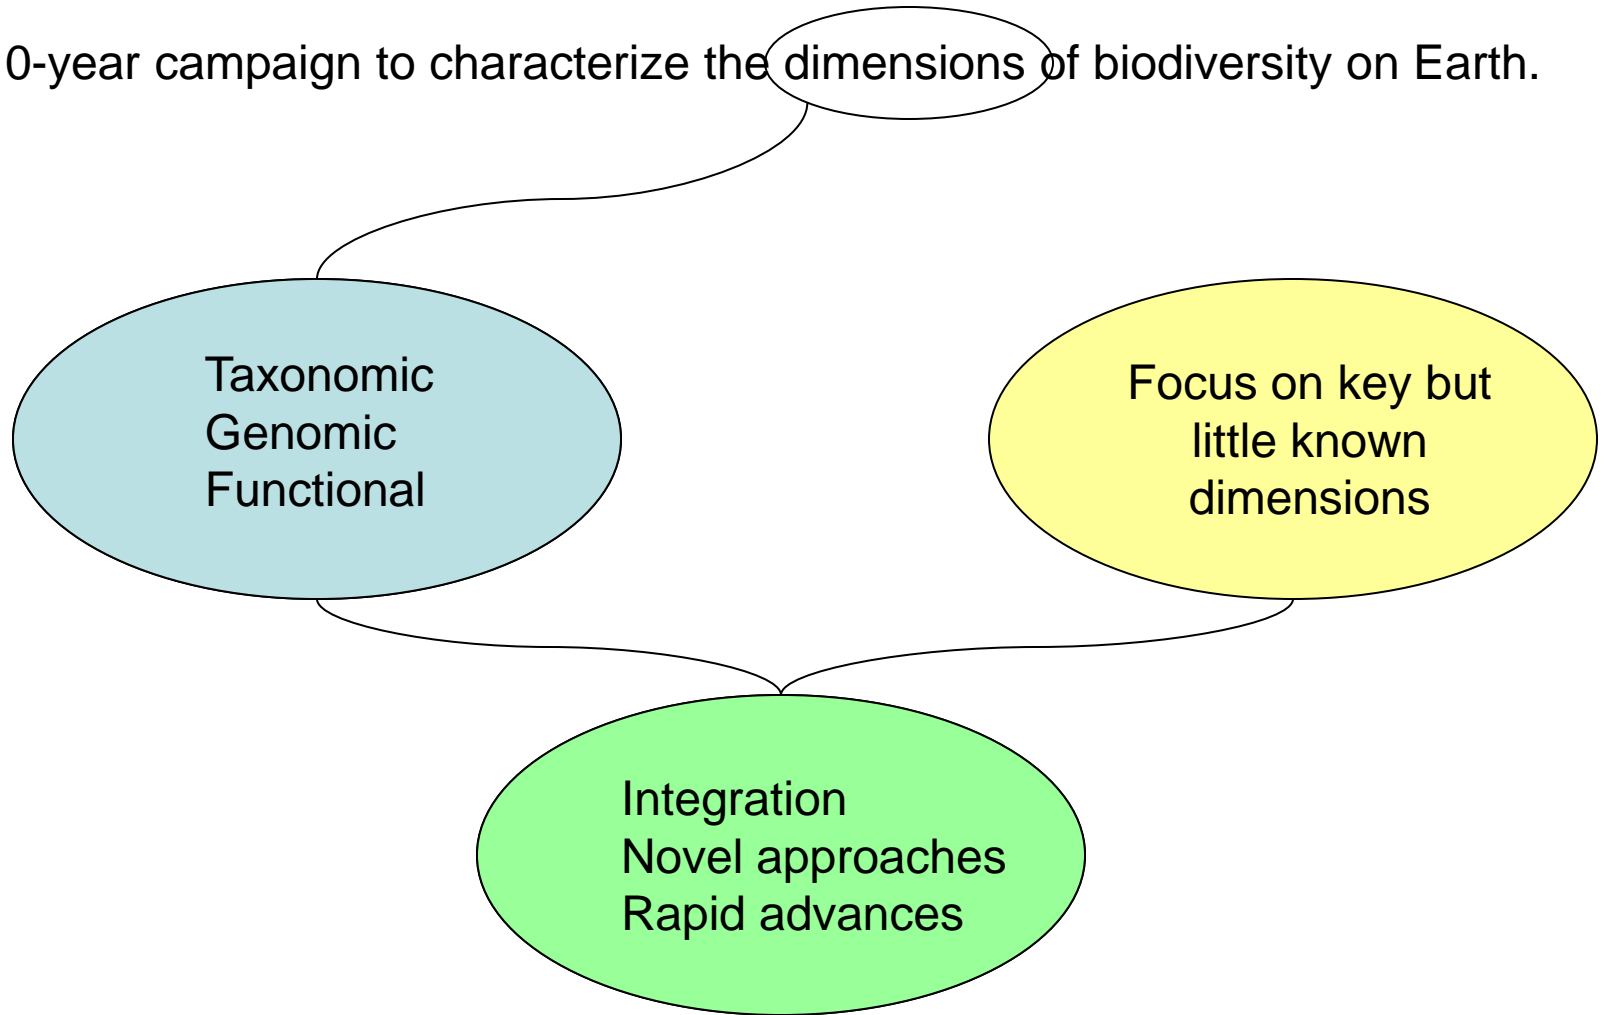 0-year campaign to characterize the dimensions of biodiversity on Earth.
Taxonomic
Genomic
Functional
Focus on key but
little known
dimensions
Integration
Novel approaches
Rapid advances